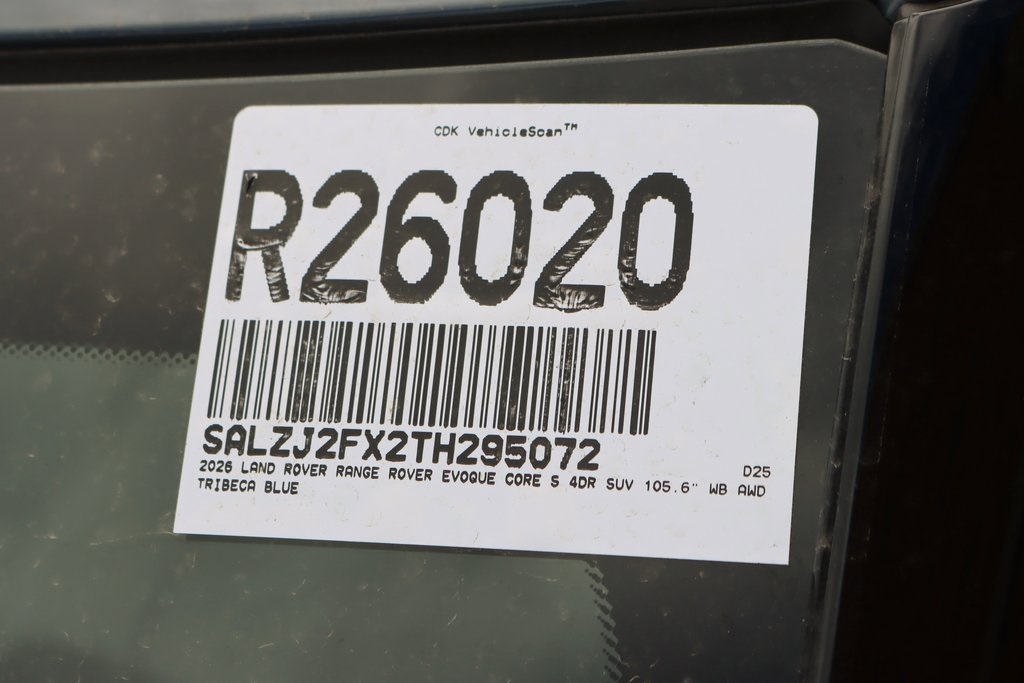 CDK VehicleScan™
R26020
SALZJ2FX2TH295072
D25
2026 LAND ROVER RANGE ROVER EVOQUE CORE S 4DR SUV 105.6" WB AWD
TRIBECA BLUE